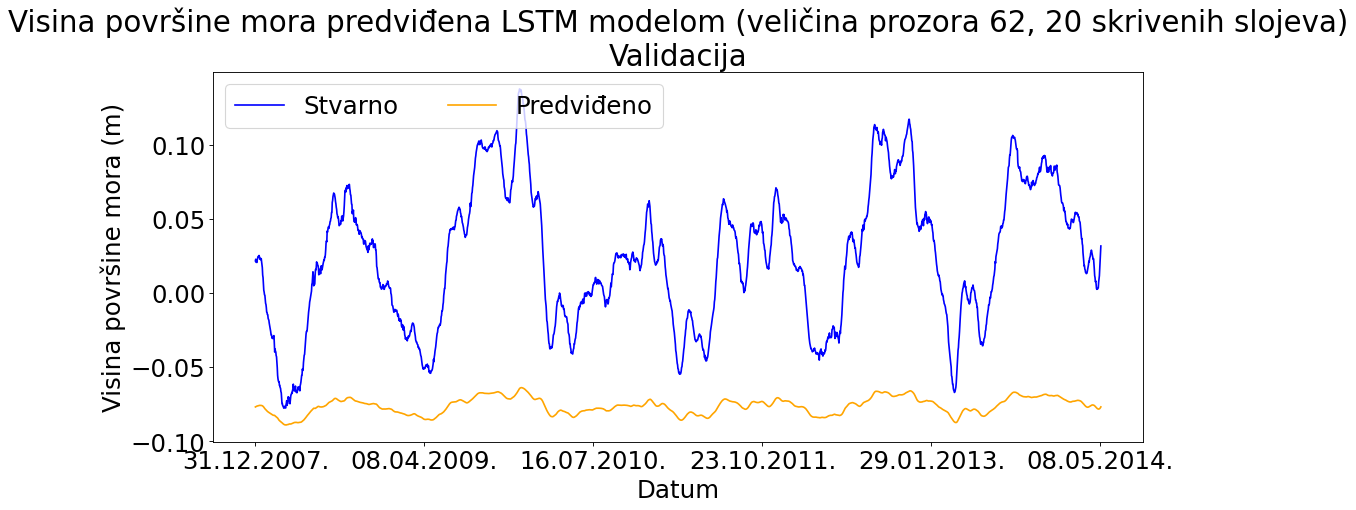 Visina površine mora predviđena LSTM modelom (veličina prozora 62, 20 skrivenih slojeva)
Validacija
Stvarno Predviđeno
Visina površine mora (m)
0.10
0.05
0.00
−0.05
−0.10
31.12.2007. 08.04.2009. 16.07.2010. 23.10.2011. 29.01.2013. 08.05.2014.
Datum